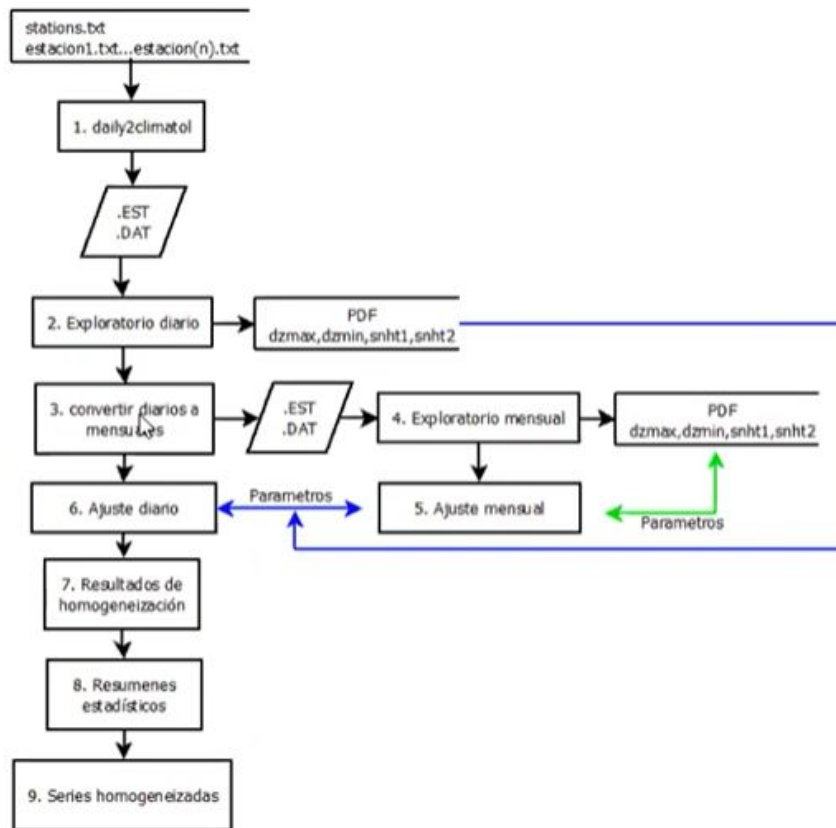 stations.txt
estacion1.txt...estacion(n).txt
1. daily2climatol
.EST
.DAT
2. Exploratorio diario
PDF
dzmax,dzmin,snht1,snht2
3. convertir diarios a
mensuales
.EST
.DAT
4. Exploratorio mensual
PDF
dzmax,dzmin,snht1,snht2
6. Ajuste diario
Parametros
5. Ajuste mensual
Parametros
7. Resultados de
homogeneización
8. Resumenes
estadísticos
9. Series homogeneizadas